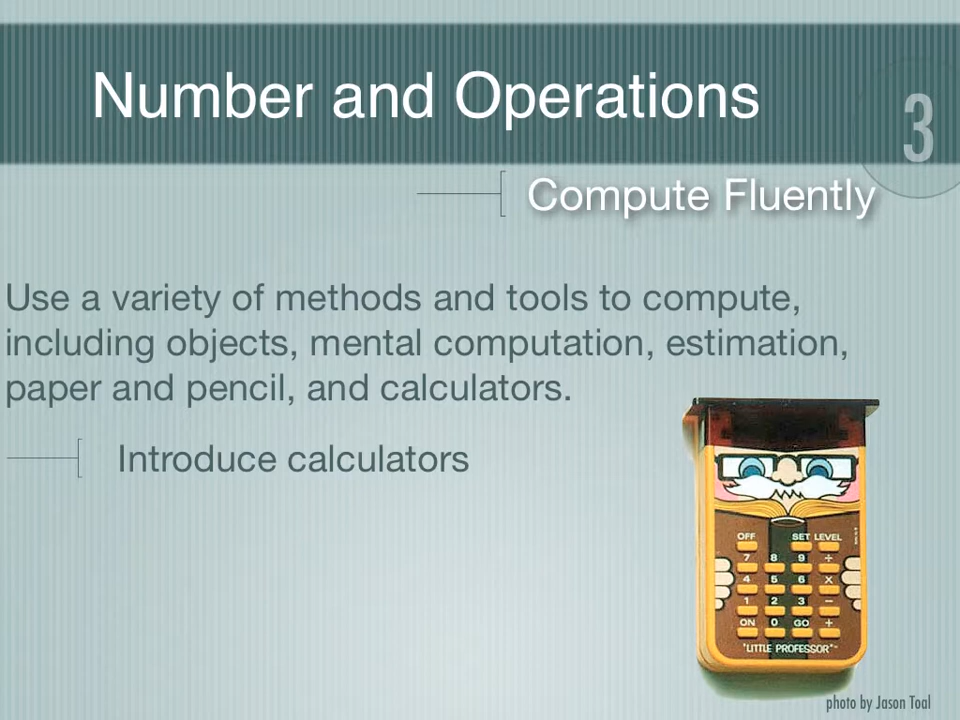 Number and Operations
3
Compute Fluently
Use a variety of methods and tools to compute,
including objects, mental computation, estimation,
paper and pencil, and calculators.
Introduce calculators
OFF SET LEVEL
7 8 9 ÷
4 5 6 X
1 2 3 −
ON 0 GO +
"LITTLE PROFESSOR"™
photo by Jason Toal